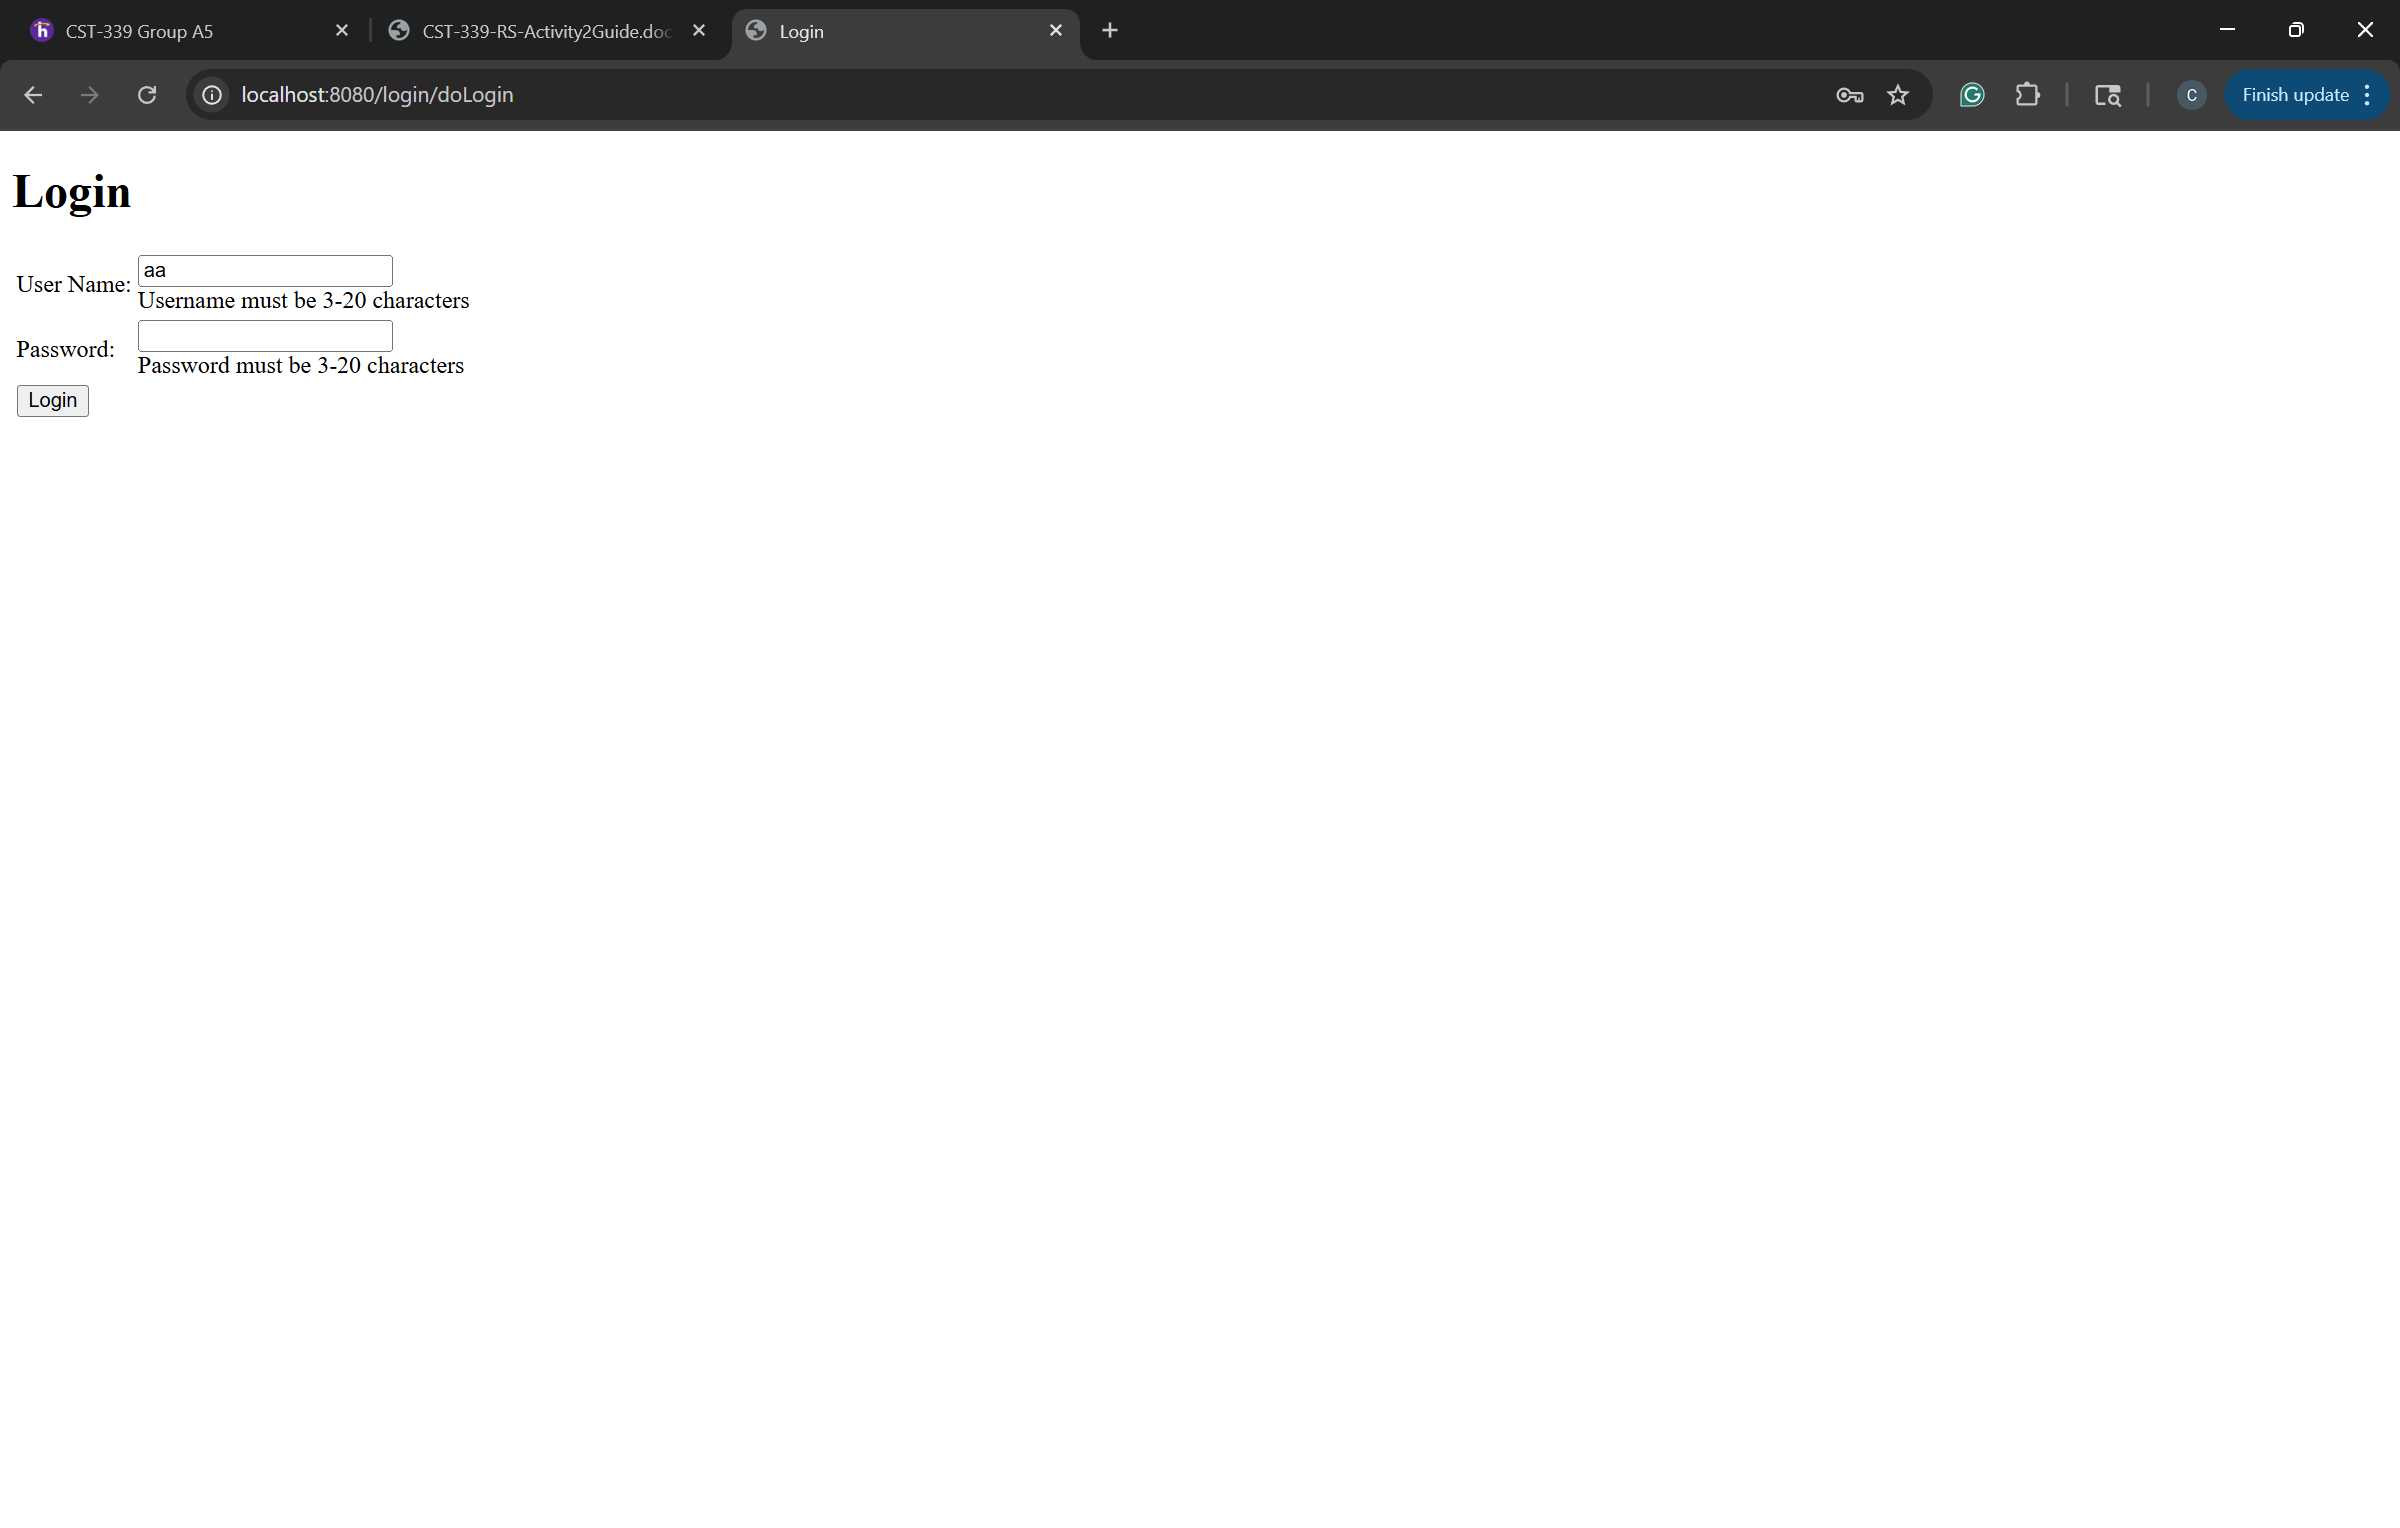 CST-339 Group A5
CST-339-RS-Activity2Guide.doc
Login
localhost:8080/login/doLogin
C
Finish update
Login
User Name:
aa
Username must be 3-20 characters
Password:
Password must be 3-20 characters
Login